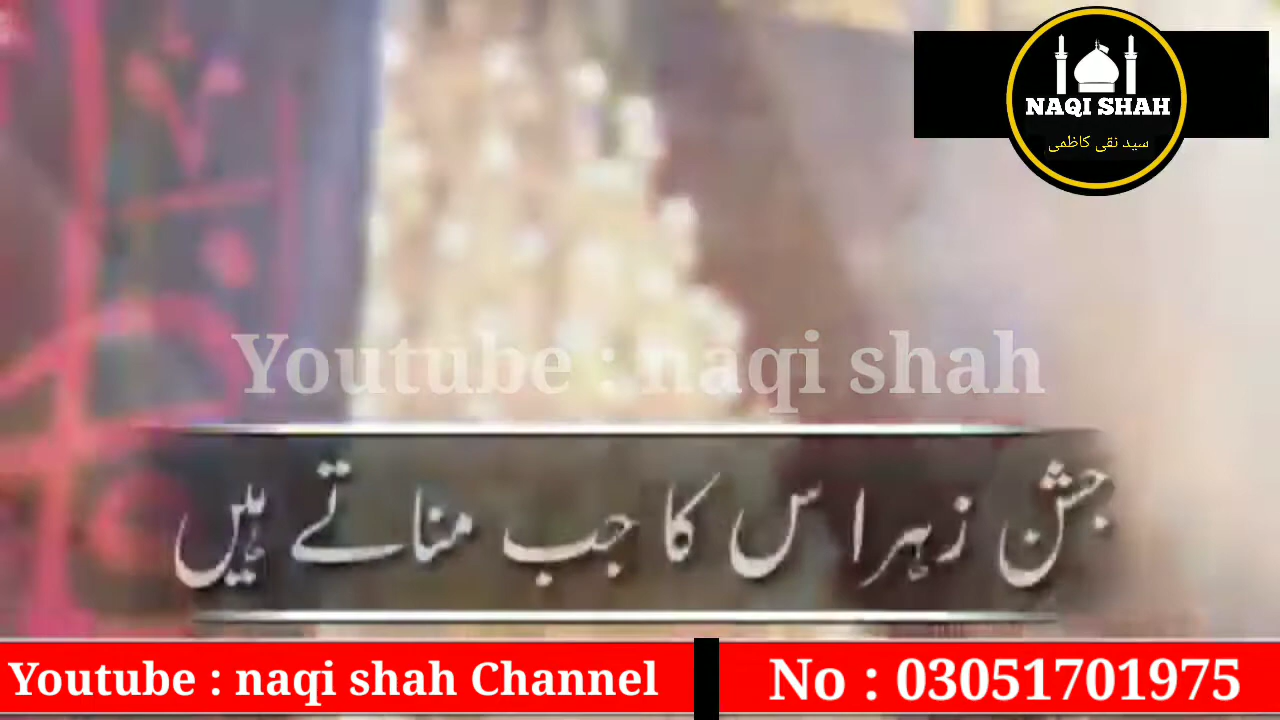 NAQI SHAH
سید نقی کاظمی
Youtube : naqi shah
جشن زہرا س کا جب مناتے ہیں
Youtube : naqi shah Channel
No : 03051701975